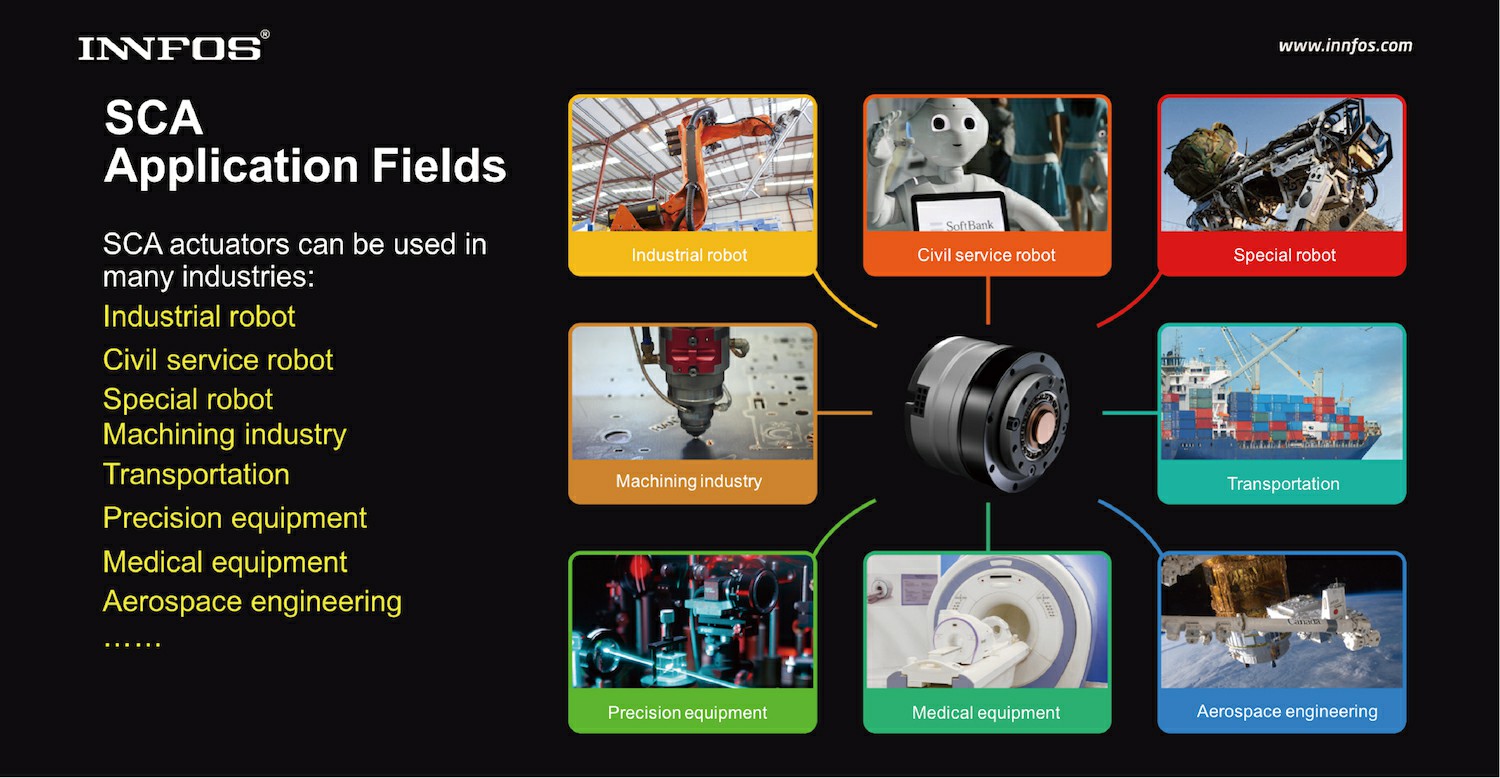 INNFOS®
www.innfos.com
SCA
Application Fields
SCA actuators can be used in
many industries:
Industrial robot
Civil service robot
Special robot
Machining industry
Transportation
Precision equipment
Medical equipment
Aerospace engineering
……
SoftBank
Industrial robot
Civil service robot
Special robot
Machining industry
Transportation
Canada
Precision equipment
Medical equipment
Aerospace engineering